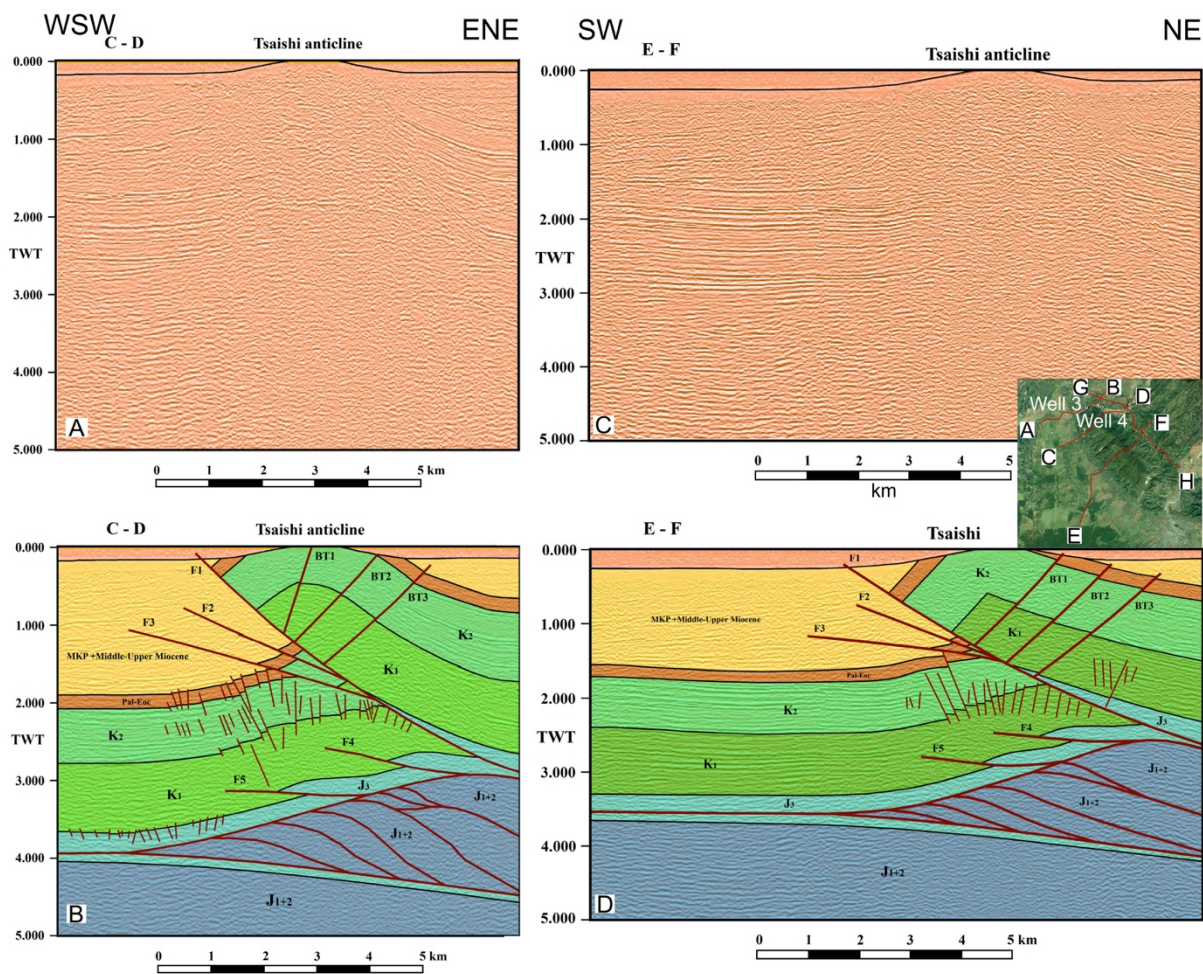 WSW
C - D
Tsaishi anticline
ENE
0.000
1.000
2.000
TWT
3.000
4.000
5.000
A
0 1 2 3 4 5 km
SW
E - F
Tsaishi anticline
NE
0.000
1.000
2.000
TWT
3.000
4.000
5.000
C
0 1 2 3 4 5
km
G B D
Well 3
A Well 4 F
C
H
E
C - D
Tsaishi anticline
0.000
1.000
2.000
TWT
3.000
4.000
5.000
F1
BT1
BT2
BT3
F2
F3
K2
MKP +Middle-Upper Miocene
K1
Pal-Eoc
K2
F4
F5
K1
J3
J1+2
J1+2
J1+2
B
0 1 2 3 4 5 km
E - F
Tsaishi
0.000
1.000
2.000
TWT
3.000
4.000
5.000
F1
K2
BT1
BT2
BT3
F2
F3
MKP +Middle-Upper Miocene
K1
Pal-Eoc
K2
J3
F4
F5
K1
J1+2
J3
J1+2
D
0 1 2 3 4 5 km